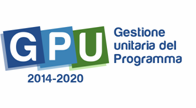 GPU
Gestione
unitaria del
Programma
2014-2020